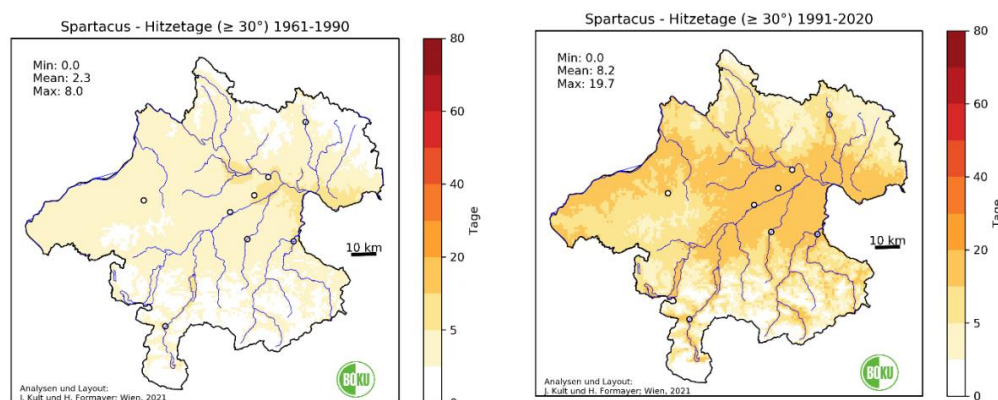 Spartacus - Hitzetage (≥ 30°) 1961-1990
Min: 0.0
Mean: 2.3
Max: 8.0
10 km
Analysen und Layout:
J. Kult und H. Formayer; Wien, 2021
BOKU
80
60
40
20
5
0
Tage
Spartacus - Hitzetage (≥ 30°) 1991-2020
Min: 0.0
Mean: 8.2
Max: 19.7
10 km
Analysen und Layout:
J. Kult und H. Formayer; Wien, 2021
BOKU
80
60
40
20
5
0
Tage